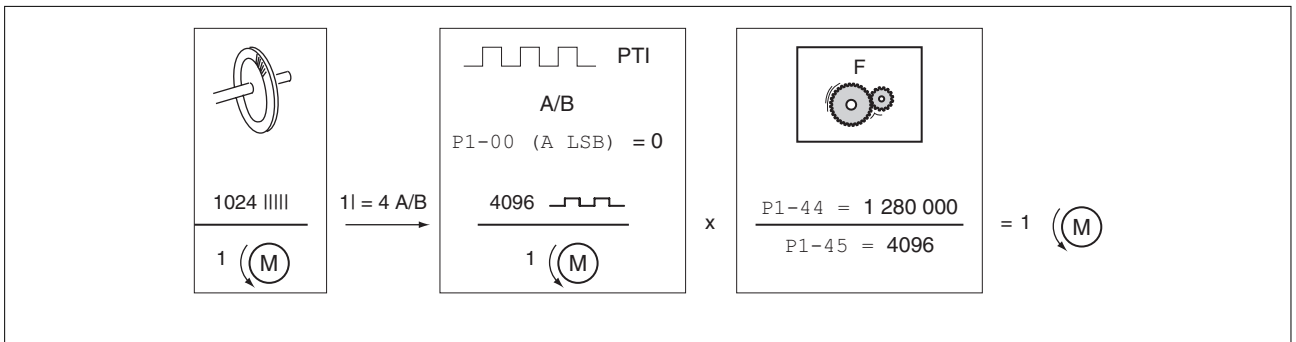 PTI
F
A/B
P1-00 (A LSB) = 0
1024 |||||
1I = 4 A/B
4096
x
P1-44 = 1 280 000
P1-45 = 4096
= 1 M
1 M
1 M